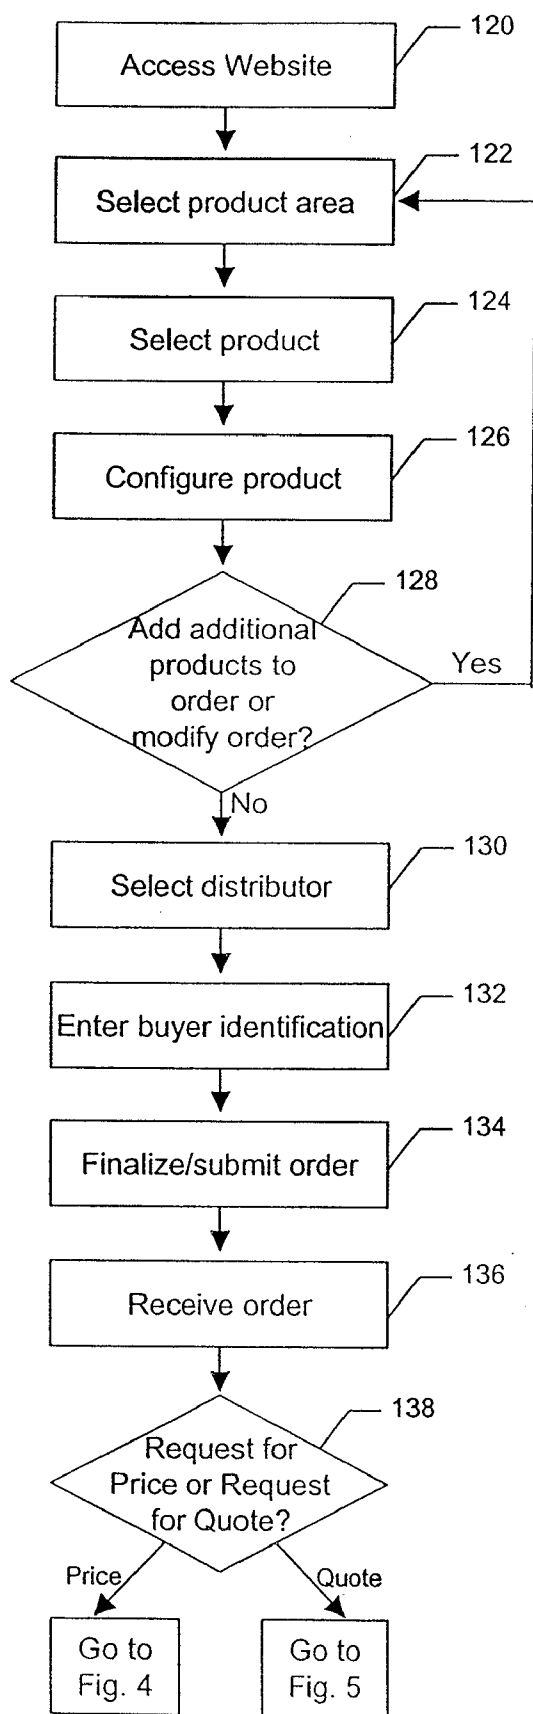 120
Access Website
122
Select product area
124
Select product
126
Configure product
128
Add additional
products to
order or
modify order?
Yes
No
130
Select distributor
132
Enter buyer identification
134
Finalize/submit order
136
Receive order
138
Request for
Price or Request
for Quote?
Price
Quote
Go to
Fig. 4
Go to
Fig. 5